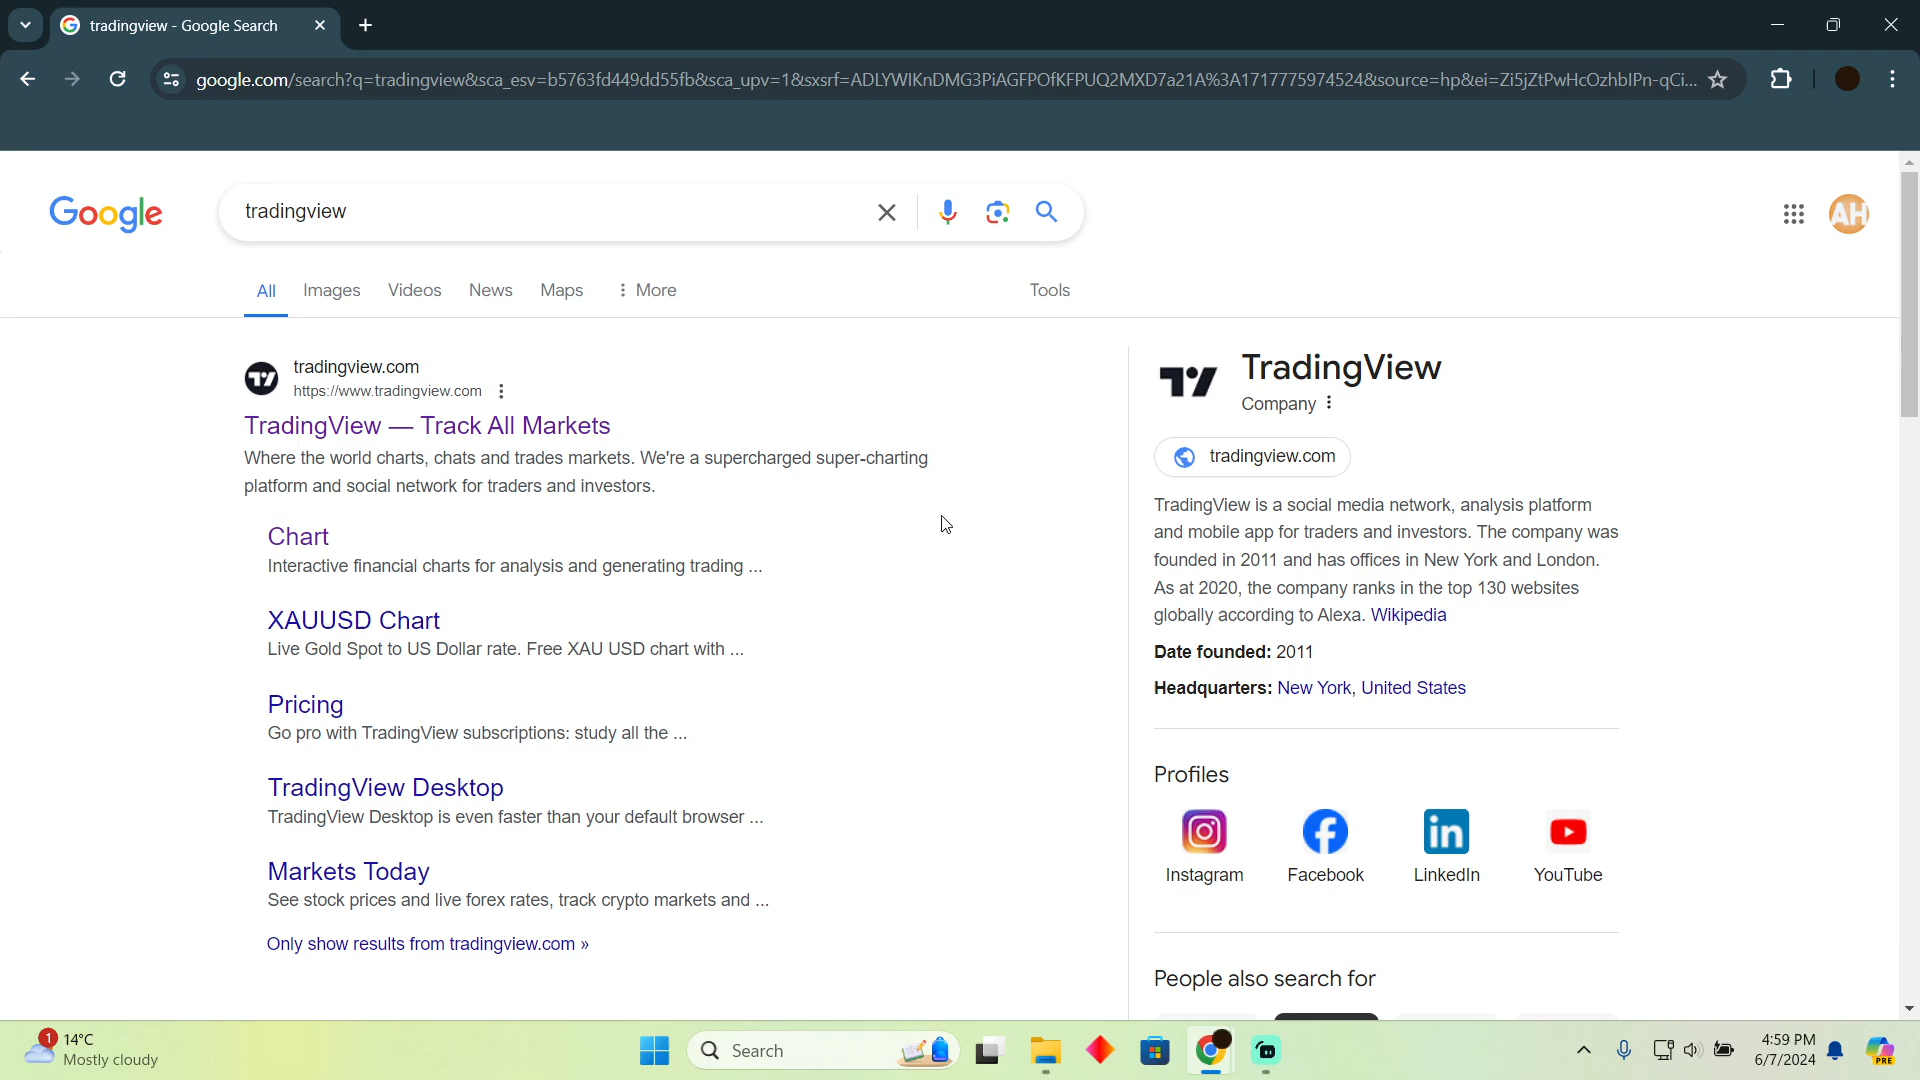 tradingview - Google Search
google.com/search?q=tradingview&sca_esv=b5763fd449dd55fb&sca_upv=1&sxsrf=ADLYWIKnDMG3PiAGFPOfKFPUQ2MXD7a21A%3A1717775974524&source=hp&ei=Zi5jZtPwHcOzhbIPn-qCi...
Google
tradingview
AH
All Images Videos News Maps More Tools
tradingview.com
https://www.tradingview.com
TradingView — Track All Markets
Where the world charts, chats and trades markets. We're a supercharged super-charting
platform and social network for traders and investors.
Chart
Interactive financial charts for analysis and generating trading ...
XAUUSD Chart
Live Gold Spot to US Dollar rate. Free XAU USD chart with ...
Pricing
Go pro with TradingView subscriptions: study all the ...
TradingView Desktop
TradingView Desktop is even faster than your default browser ...
Markets Today
See stock prices and live forex rates, track crypto markets and ...
Only show results from tradingview.com »
TradingView
Company
tradingview.com
TradingView is a social media network, analysis platform
and mobile app for traders and investors. The company was
founded in 2011 and has offices in New York and London.
As at 2020, the company ranks in the top 130 websites
globally according to Alexa. Wikipedia
Date founded: 2011
Headquarters: New York, United States
Profiles
Instagram Facebook LinkedIn YouTube
People also search for
1
14°C
Mostly cloudy
Search
4:59 PM
6/7/2024
PRE